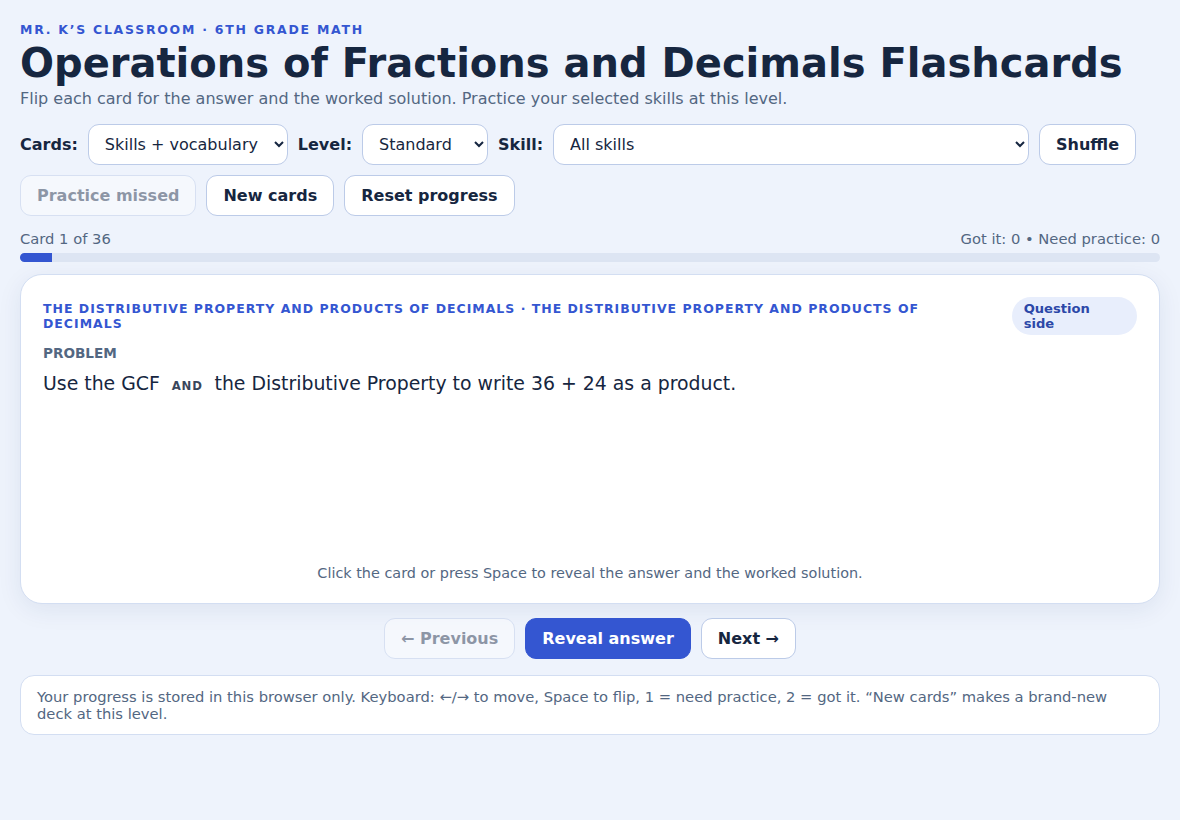 MR. K’S CLASSROOM · 6TH GRADE MATH
Operations of Fractions and Decimals Flashcards
Flip each card for the answer and the worked solution. Practice your selected skills at this level.
Cards: Skills + vocabulary Level: Standard Skill: All skills Shuffle
Practice missed New cards Reset progress
Card 1 of 36 Got it: 0 • Need practice: 0
THE DISTRIBUTIVE PROPERTY AND PRODUCTS OF DECIMALS · THE DISTRIBUTIVE PROPERTY AND PRODUCTS OF
DECIMALS
Question
side
PROBLEM
Use the GCF AND the Distributive Property to write 36 + 24 as a product.
Click the card or press Space to reveal the answer and the worked solution.
← Previous Reveal answer Next →
Your progress is stored in this browser only. Keyboard: ←/→ to move, Space to flip, 1 = need practice, 2 = got it. “New cards” makes a brand-new
deck at this level.